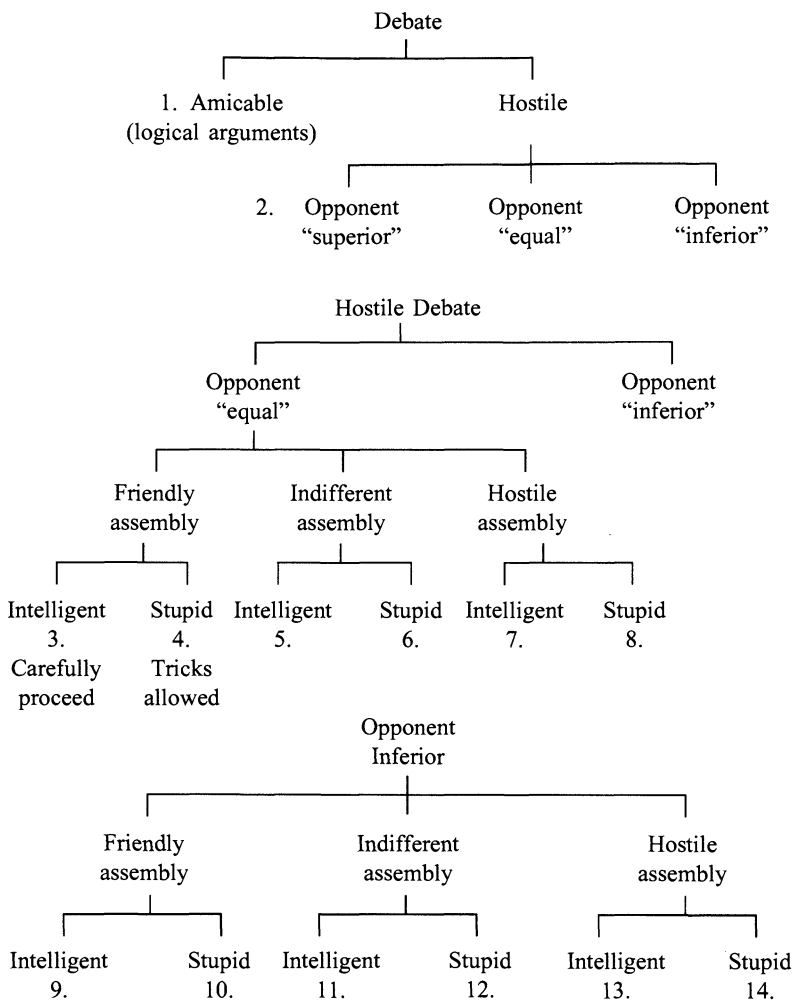 Debate
1. Amicable Hostile
(logical arguments)
2. Opponent Opponent Opponent
“superior” “equal” “inferior”
Hostile Debate
Opponent Opponent
“equal” “inferior”
Friendly Indifferent Hostile
assembly assembly assembly
Intelligent Stupid Intelligent Stupid Intelligent Stupid
3. 4. 5. 6. 7. 8.
Carefully Tricks
proceed allowed
Opponent
Inferior
Friendly Indifferent Hostile
assembly assembly assembly
Intelligent Stupid Intelligent Stupid Intelligent Stupid
9. 10. 11. 12. 13. 14.